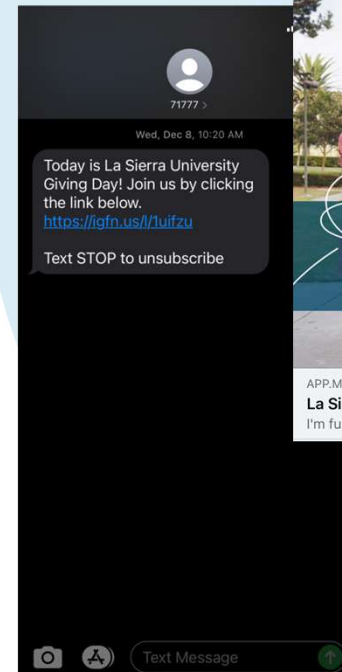 71777 >
Wed, Dec 8, 10:20 AM
Today is La Sierra University
Giving Day! Join us by clicking
the link below.
https://igfn.us/l/1uifzu
Text STOP to unsubscribe
APP.M
La Si
I'm fu
Text Message